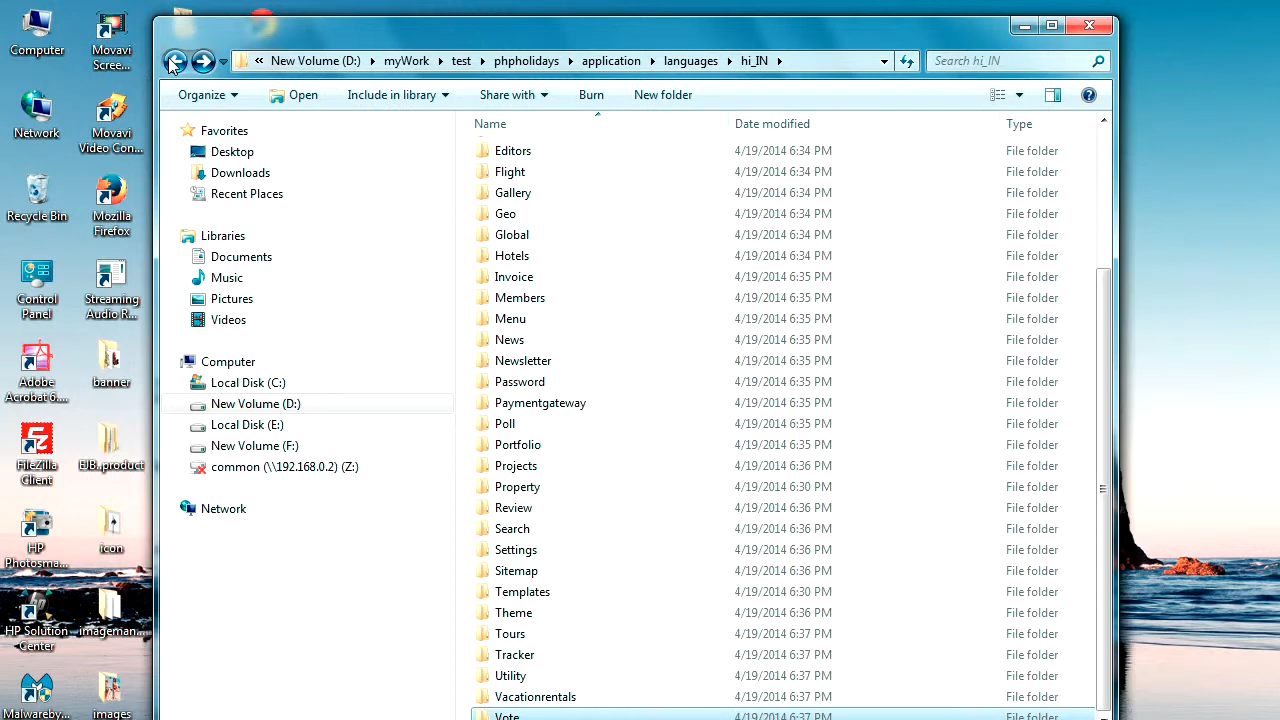 Computer
Movavi
Scree...
Network
Movavi
Video Con...
Recycle Bin
Mozilla
Firefox
Control
Panel
Streaming
Audio R...
Adobe
Acrobat 6....
banner
FileZilla
Client
EJB..product
HP
Photosma...
icon
HP Solution
Center
imageman...
Malwareby...
images
« New Volume (D:) ▸ myWork ▸ test ▸ phpholidays ▸ application ▸ languages ▸ hi_IN ▸
Search hi_IN
Organize Open Include in library Share with Burn New folder
Favorites
Desktop
Downloads
Recent Places
Libraries
Documents
Music
Pictures
Videos
Computer
Local Disk (C:)
New Volume (D:)
Local Disk (E:)
New Volume (F:)
common (\\192.168.0.2) (Z:)
Network
Name Date modified Type
Editors 4/19/2014 6:34 PM File folder
Flight 4/19/2014 6:34 PM File folder
Gallery 4/19/2014 6:34 PM File folder
Geo 4/19/2014 6:34 PM File folder
Global 4/19/2014 6:34 PM File folder
Hotels 4/19/2014 6:34 PM File folder
Invoice 4/19/2014 6:35 PM File folder
Members 4/19/2014 6:35 PM File folder
Menu 4/19/2014 6:35 PM File folder
News 4/19/2014 6:35 PM File folder
Newsletter 4/19/2014 6:35 PM File folder
Password 4/19/2014 6:35 PM File folder
Paymentgateway 4/19/2014 6:35 PM File folder
Poll 4/19/2014 6:35 PM File folder
Portfolio 4/19/2014 6:35 PM File folder
Projects 4/19/2014 6:36 PM File folder
Property 4/19/2014 6:30 PM File folder
Review 4/19/2014 6:36 PM File folder
Search 4/19/2014 6:36 PM File folder
Settings 4/19/2014 6:36 PM File folder
Sitemap 4/19/2014 6:36 PM File folder
Templates 4/19/2014 6:30 PM File folder
Theme 4/19/2014 6:36 PM File folder
Tours 4/19/2014 6:37 PM File folder
Tracker 4/19/2014 6:37 PM File folder
Utility 4/19/2014 6:37 PM File folder
Vacationrentals 4/19/2014 6:37 PM File folder
Vote 4/19/2014 6:37 PM File folder